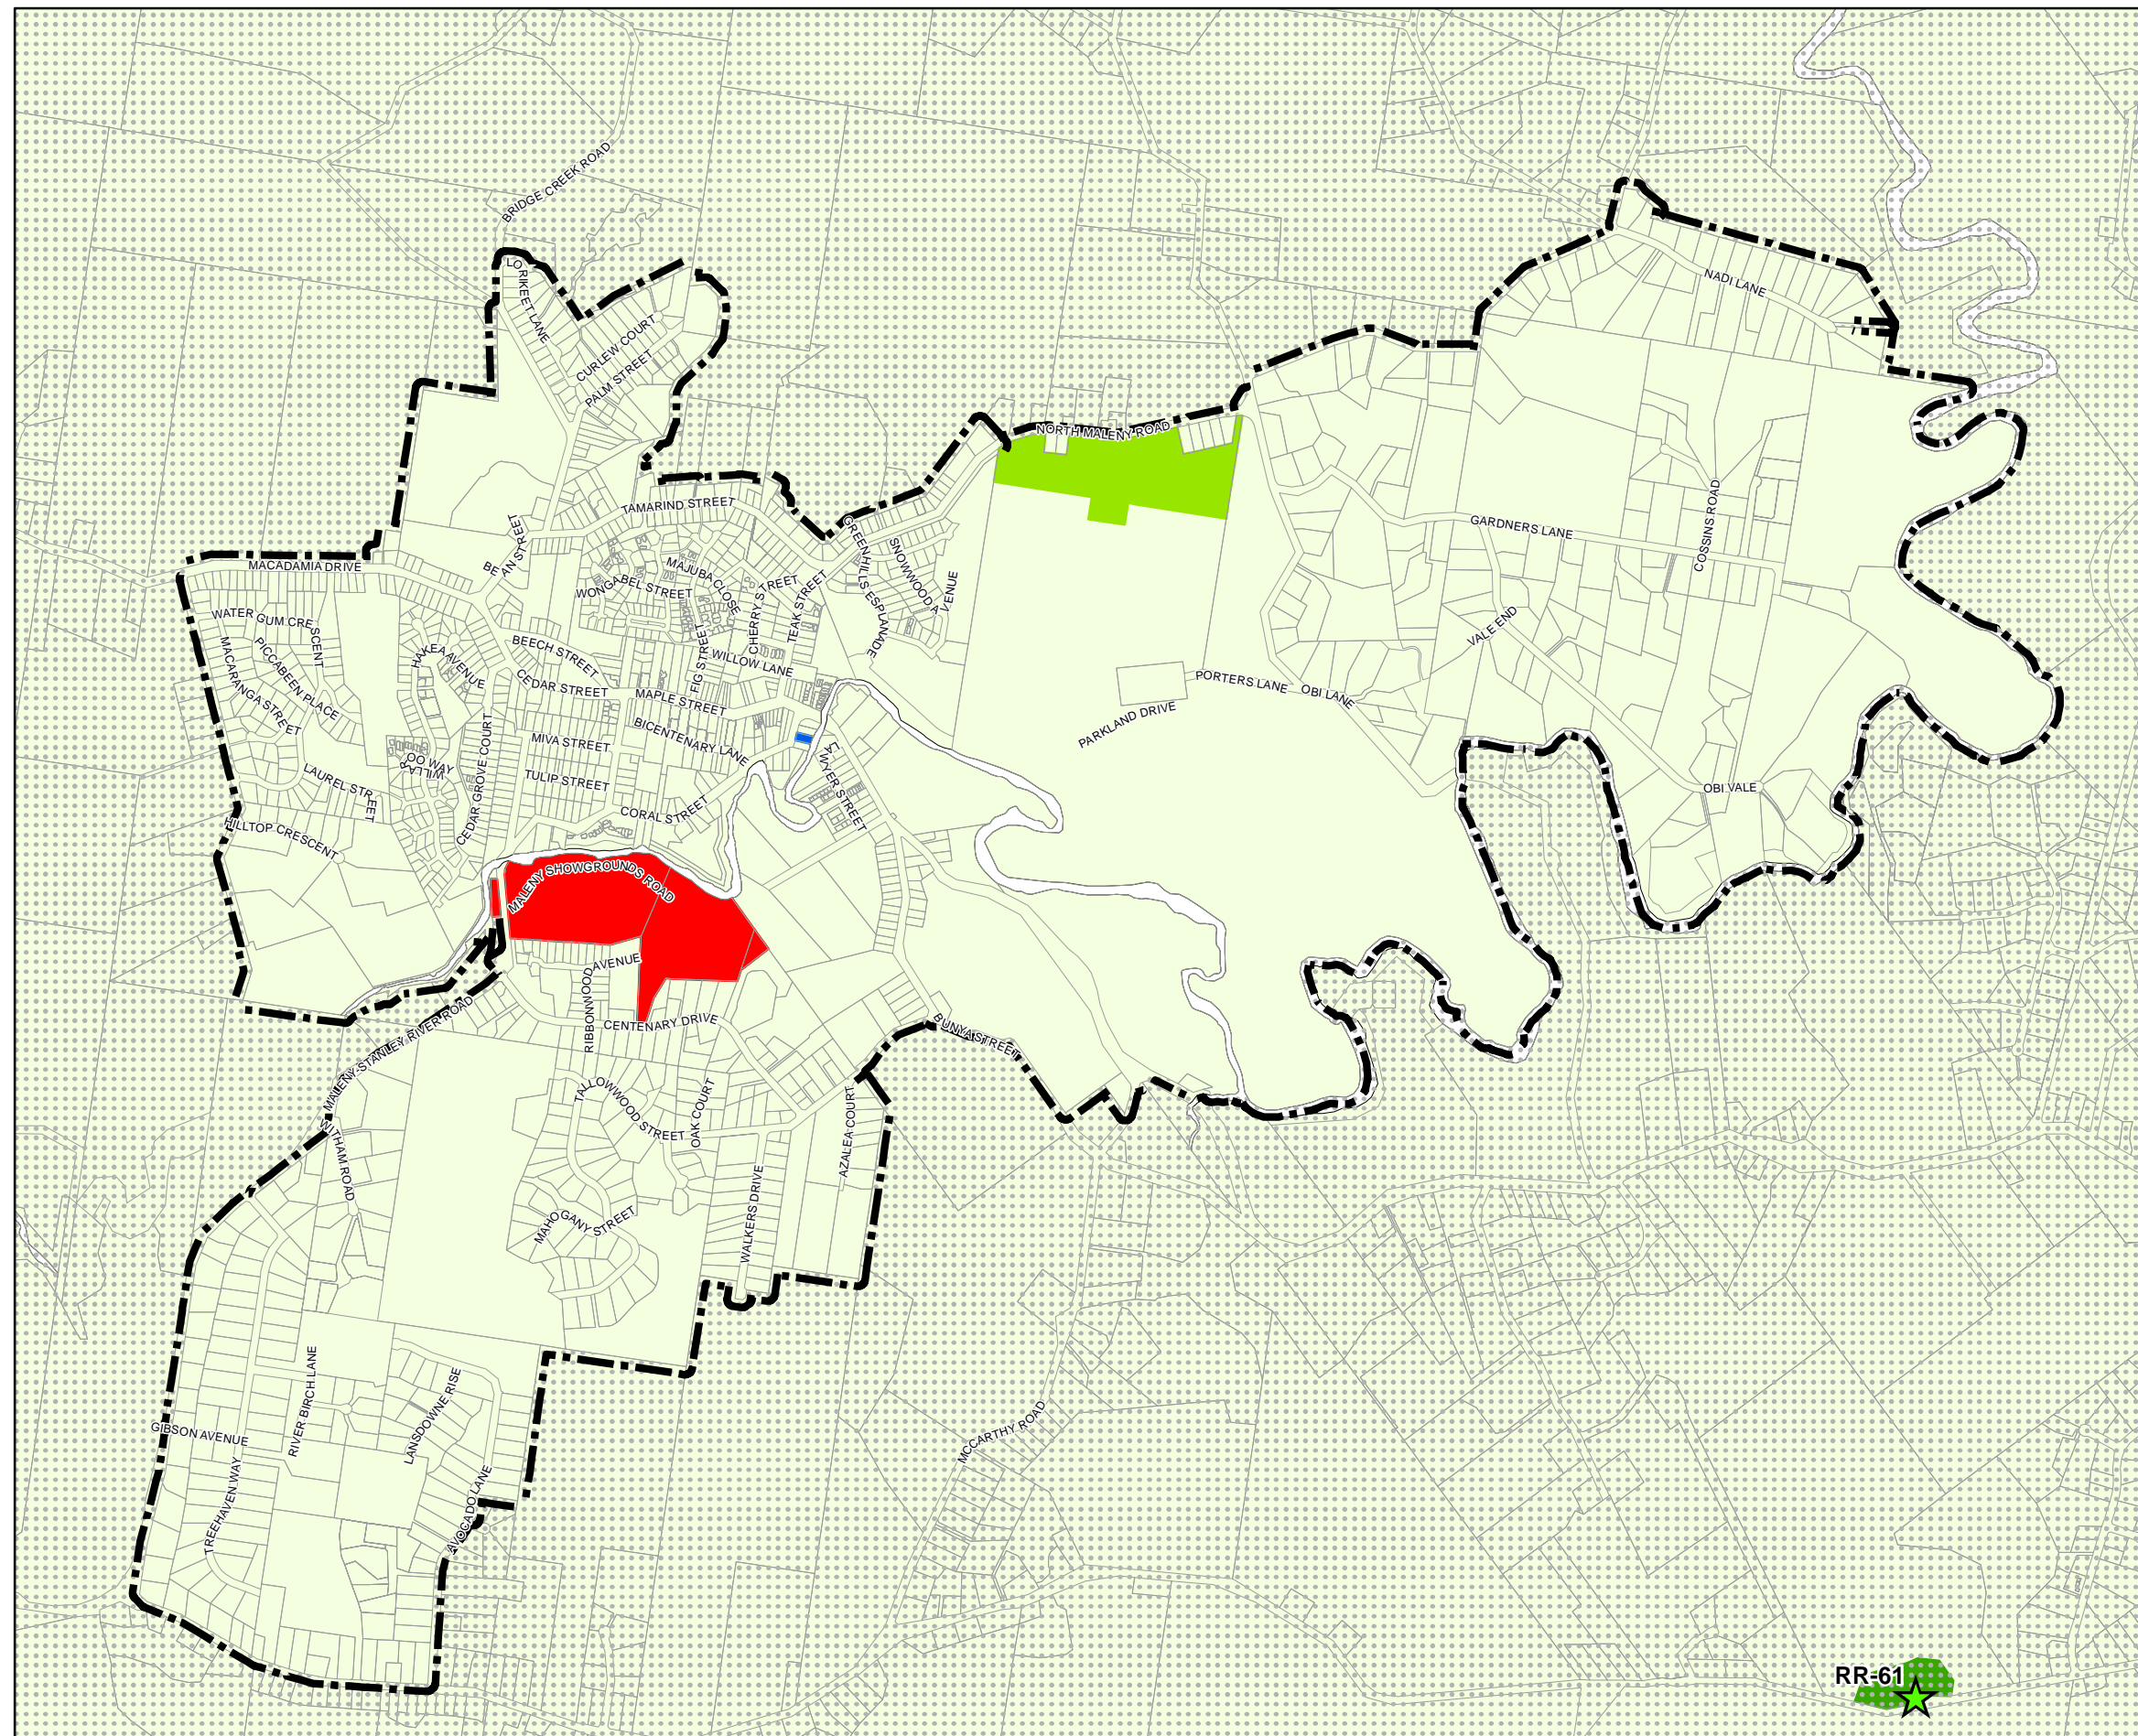 BRIDGE CREEK ROAD
LORIKEET LANE
NADI LANE
CURLEW COURT
PALM STREET
NORTH MALENY ROAD
TAMARIND STREET
GARDNERS LANE
COSSINS ROAD
BEAN STREET
MACADAMIA DRIVE
GREENHILLS ESPLANADE
SNOWWOOD AVENUE
MAJUBA CLOSE
WONGABEL STREET
CHERRY STREET
TEAK STREET
WATER GUM CRESCENT
VALE END
BEECH STREET
FIG STREET
WILLOW LANE
HAKEA AVENUE
PICCABEEN PLACE
MACARANGA STREET
CEDAR STREET
MAPLE STREET
PORTERS LANE
OBI LANE
PARKLAND DRIVE
BICENTENARY LANE
MIVA STREET
LAWYER STREET
WILLAROO WAY
CEDAR GROVE COURT
TULIP STREET
LAUREL STREET
OBI VALE
CORAL STREET
HILLTOP CRESCENT
MALENY SHOWGROUNDS ROAD
RIBBONWOOD AVENUE
CENTENARY DRIVE
BUNYA STREET
MALENY-STANLEY RIVER ROAD
TALLOWWOOD STREET
OAK COURT
AZALEA COURT
WITHAM ROAD
MAHOGANY STREET
WALKERS DRIVE
RIVER BIRCH LANE
LANSDOWNE RISE
GIBSON AVENUE
MCCARTHY ROAD
TREEHAVEN WAY
AVOCADO LANE
RR-61